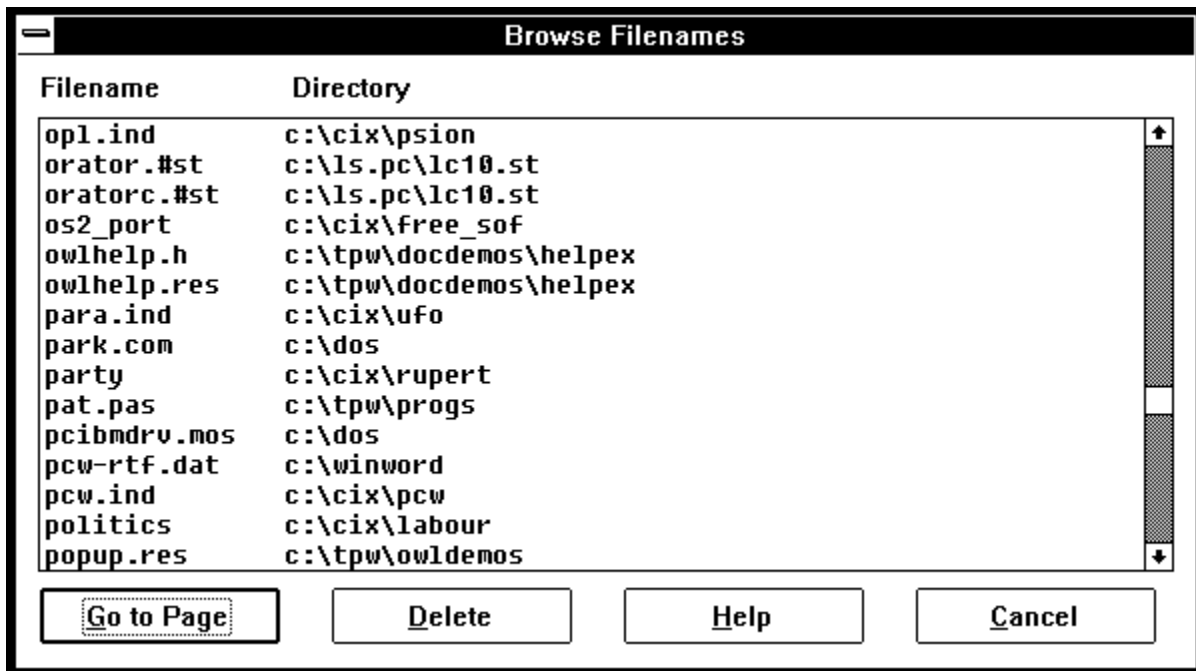 Browse Filenames
Filename Directory
opl.ind c:\cix\psion
orator.#st c:\ls.pc\lc10.st
oratorc.#st c:\ls.pc\lc10.st
os2_port c:\cix\free_sof
owlhelp.h c:\tpw\docdemos\helpex
owlhelp.res c:\tpw\docdemos\helpex
para.ind c:\cix\ufo
park.com c:\dos
party c:\cix\rupert
pat.pas c:\tpw\progs
pcibmdrv.mos c:\dos
pcw-rtf.dat c:\winword
pcw.ind c:\cix\pcw
politics c:\cix\labour
popup.res c:\tpw\owldemos
Go to Page Delete Help Cancel